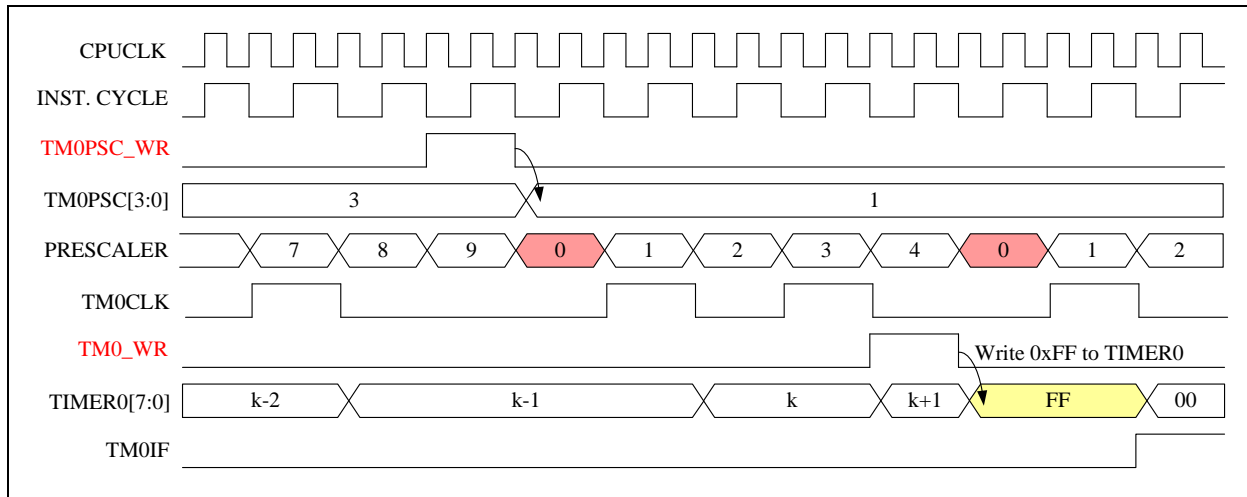 CPUCLK
INST. CYCLE
TM0PSC_WR
TM0PSC[3:0] 3 1
PRESCALER 7 8 9 0 1 2 3 4 0 1 2
TM0CLK
TM0_WR Write 0xFF to TIMER0
TIMER0[7:0] k-2 k-1 k k+1 FF 00
TM0IF